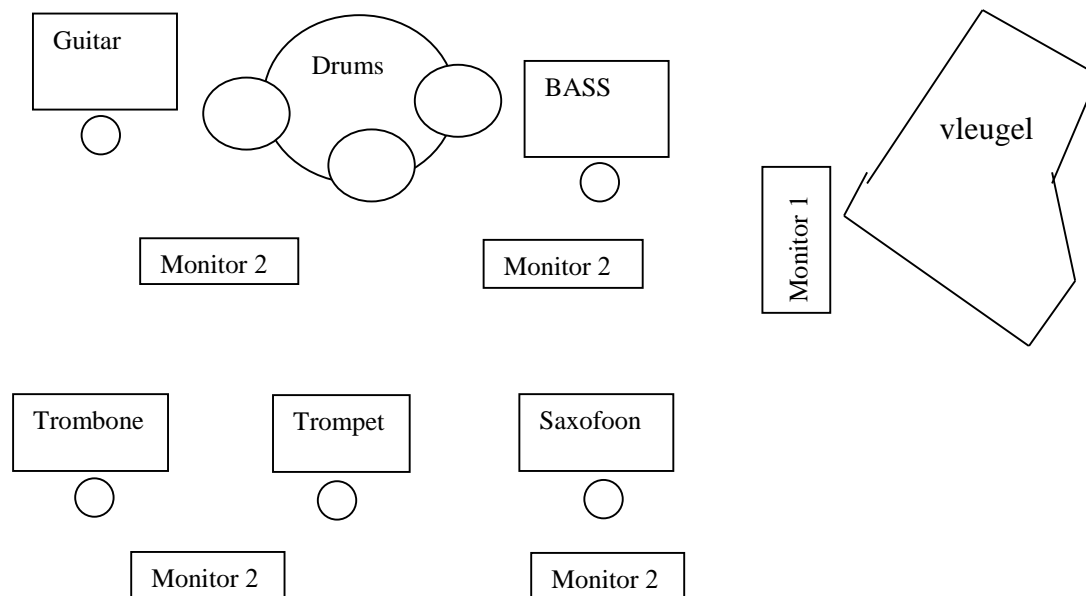 Guitar
Drums
BASS
vleugel
Monitor 1
Monitor 2
Monitor 2
Trombone
Trompet
Saxofoon
Monitor 2
Monitor 2